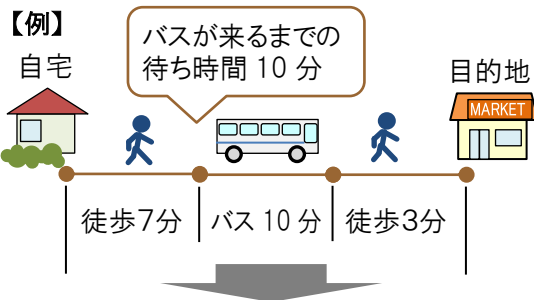 【例】
バスが来るまでの
待ち時間 10 分
自宅
目的地
MARKET
徒歩7分
バス 10 分
徒歩3分